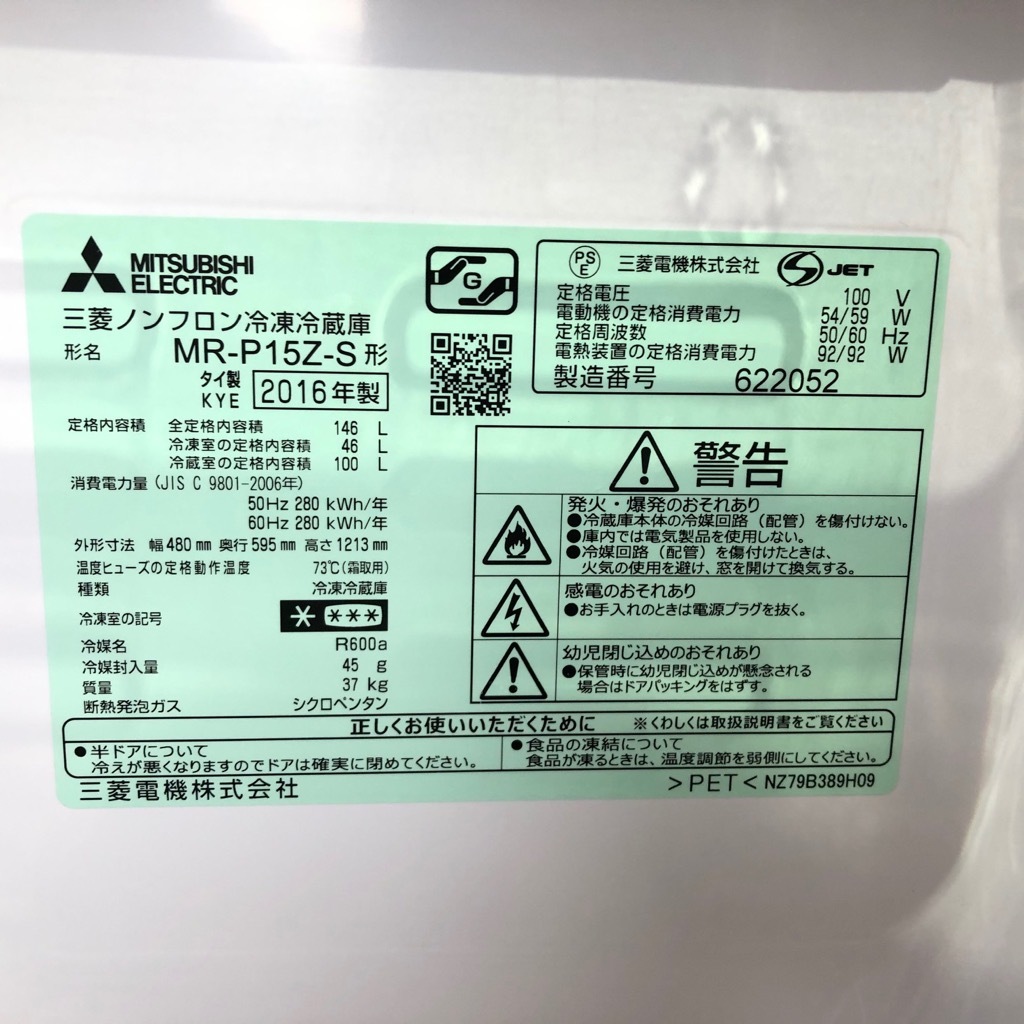 MITSUBISHI
ELECTRIC
三菱ノンフロン冷凍冷蔵庫
形名 MR-P15Z-S 形
タイ製
KYE 2016年製
定格内容積 全定格内容積 146 L
冷凍室の定格内容積 46 L
冷蔵室の定格内容積 100 L
消費電力量 (JIS C 9801-2006年)
50Hz 280 kWh/年
60Hz 280 kWh/年
外形寸法 幅480mm 奥行595mm 高さ1213mm
温度ヒューズの定格動作温度 73℃(霜取用)
種類 冷凍冷蔵庫
冷凍室の記号 * ***
冷媒名 R600a
冷媒封入量 45 g
質量 37 kg
断熱発泡ガス シクロペンタン
G
PS
E 三菱電機株式会社 S JET
定格電圧 100 V
電動機の定格消費電力 54/59 W
定格周波数 50/60 Hz
電熱装置の定格消費電力 92/92 W
製造番号 622052
警告
発火・爆発のおそれあり
●冷蔵庫本体の冷媒回路(配管)を傷付けない。
●庫内では電気製品を使用しない。
●冷媒回路(配管)を傷付けたときは、
火気の使用を避け、窓を開けて換気する。
感電のおそれあり
●お手入れのときは電源プラグを抜く。
幼児閉じ込めのおそれあり
●保管時に幼児閉じ込めが懸念される
場合はドアパッキングをはずす。
正しくお使いいただくために ※くわしくは取扱説明書をご覧ください
●半ドアについて
冷えが悪くなりますのでドアは確実に閉めてください。
●食品の凍結について
食品が凍るときは、温度調節を弱側にしてください。
三菱電機株式会社 >PET< NZ79B389H09